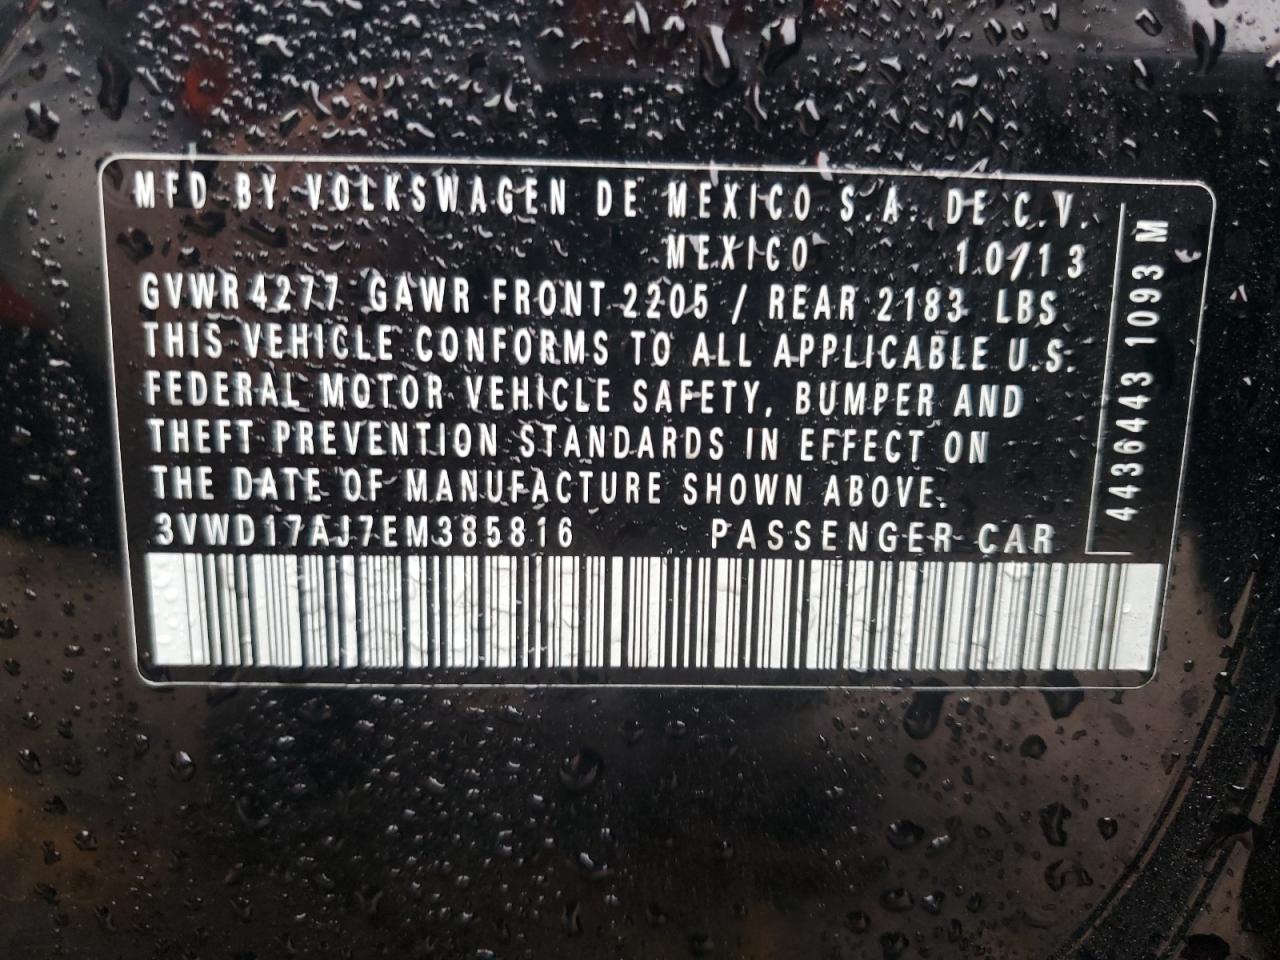 MFD BY VOLKSWAGEN DE MEXICO S.A. DE C.V.
MEXICO 10/13
GVWR 4277 GAWR FRONT 2205 / REAR 2183 LBS
THIS VEHICLE CONFORMS TO ALL APPLICABLE U.S.
FEDERAL MOTOR VEHICLE SAFETY, BUMPER AND
THEFT PREVENTION STANDARDS IN EFFECT ON
THE DATE OF MANUFACTURE SHOWN ABOVE.
3VWD17AJ7EM385816 PASSENGER CAR
4436443 1093 M